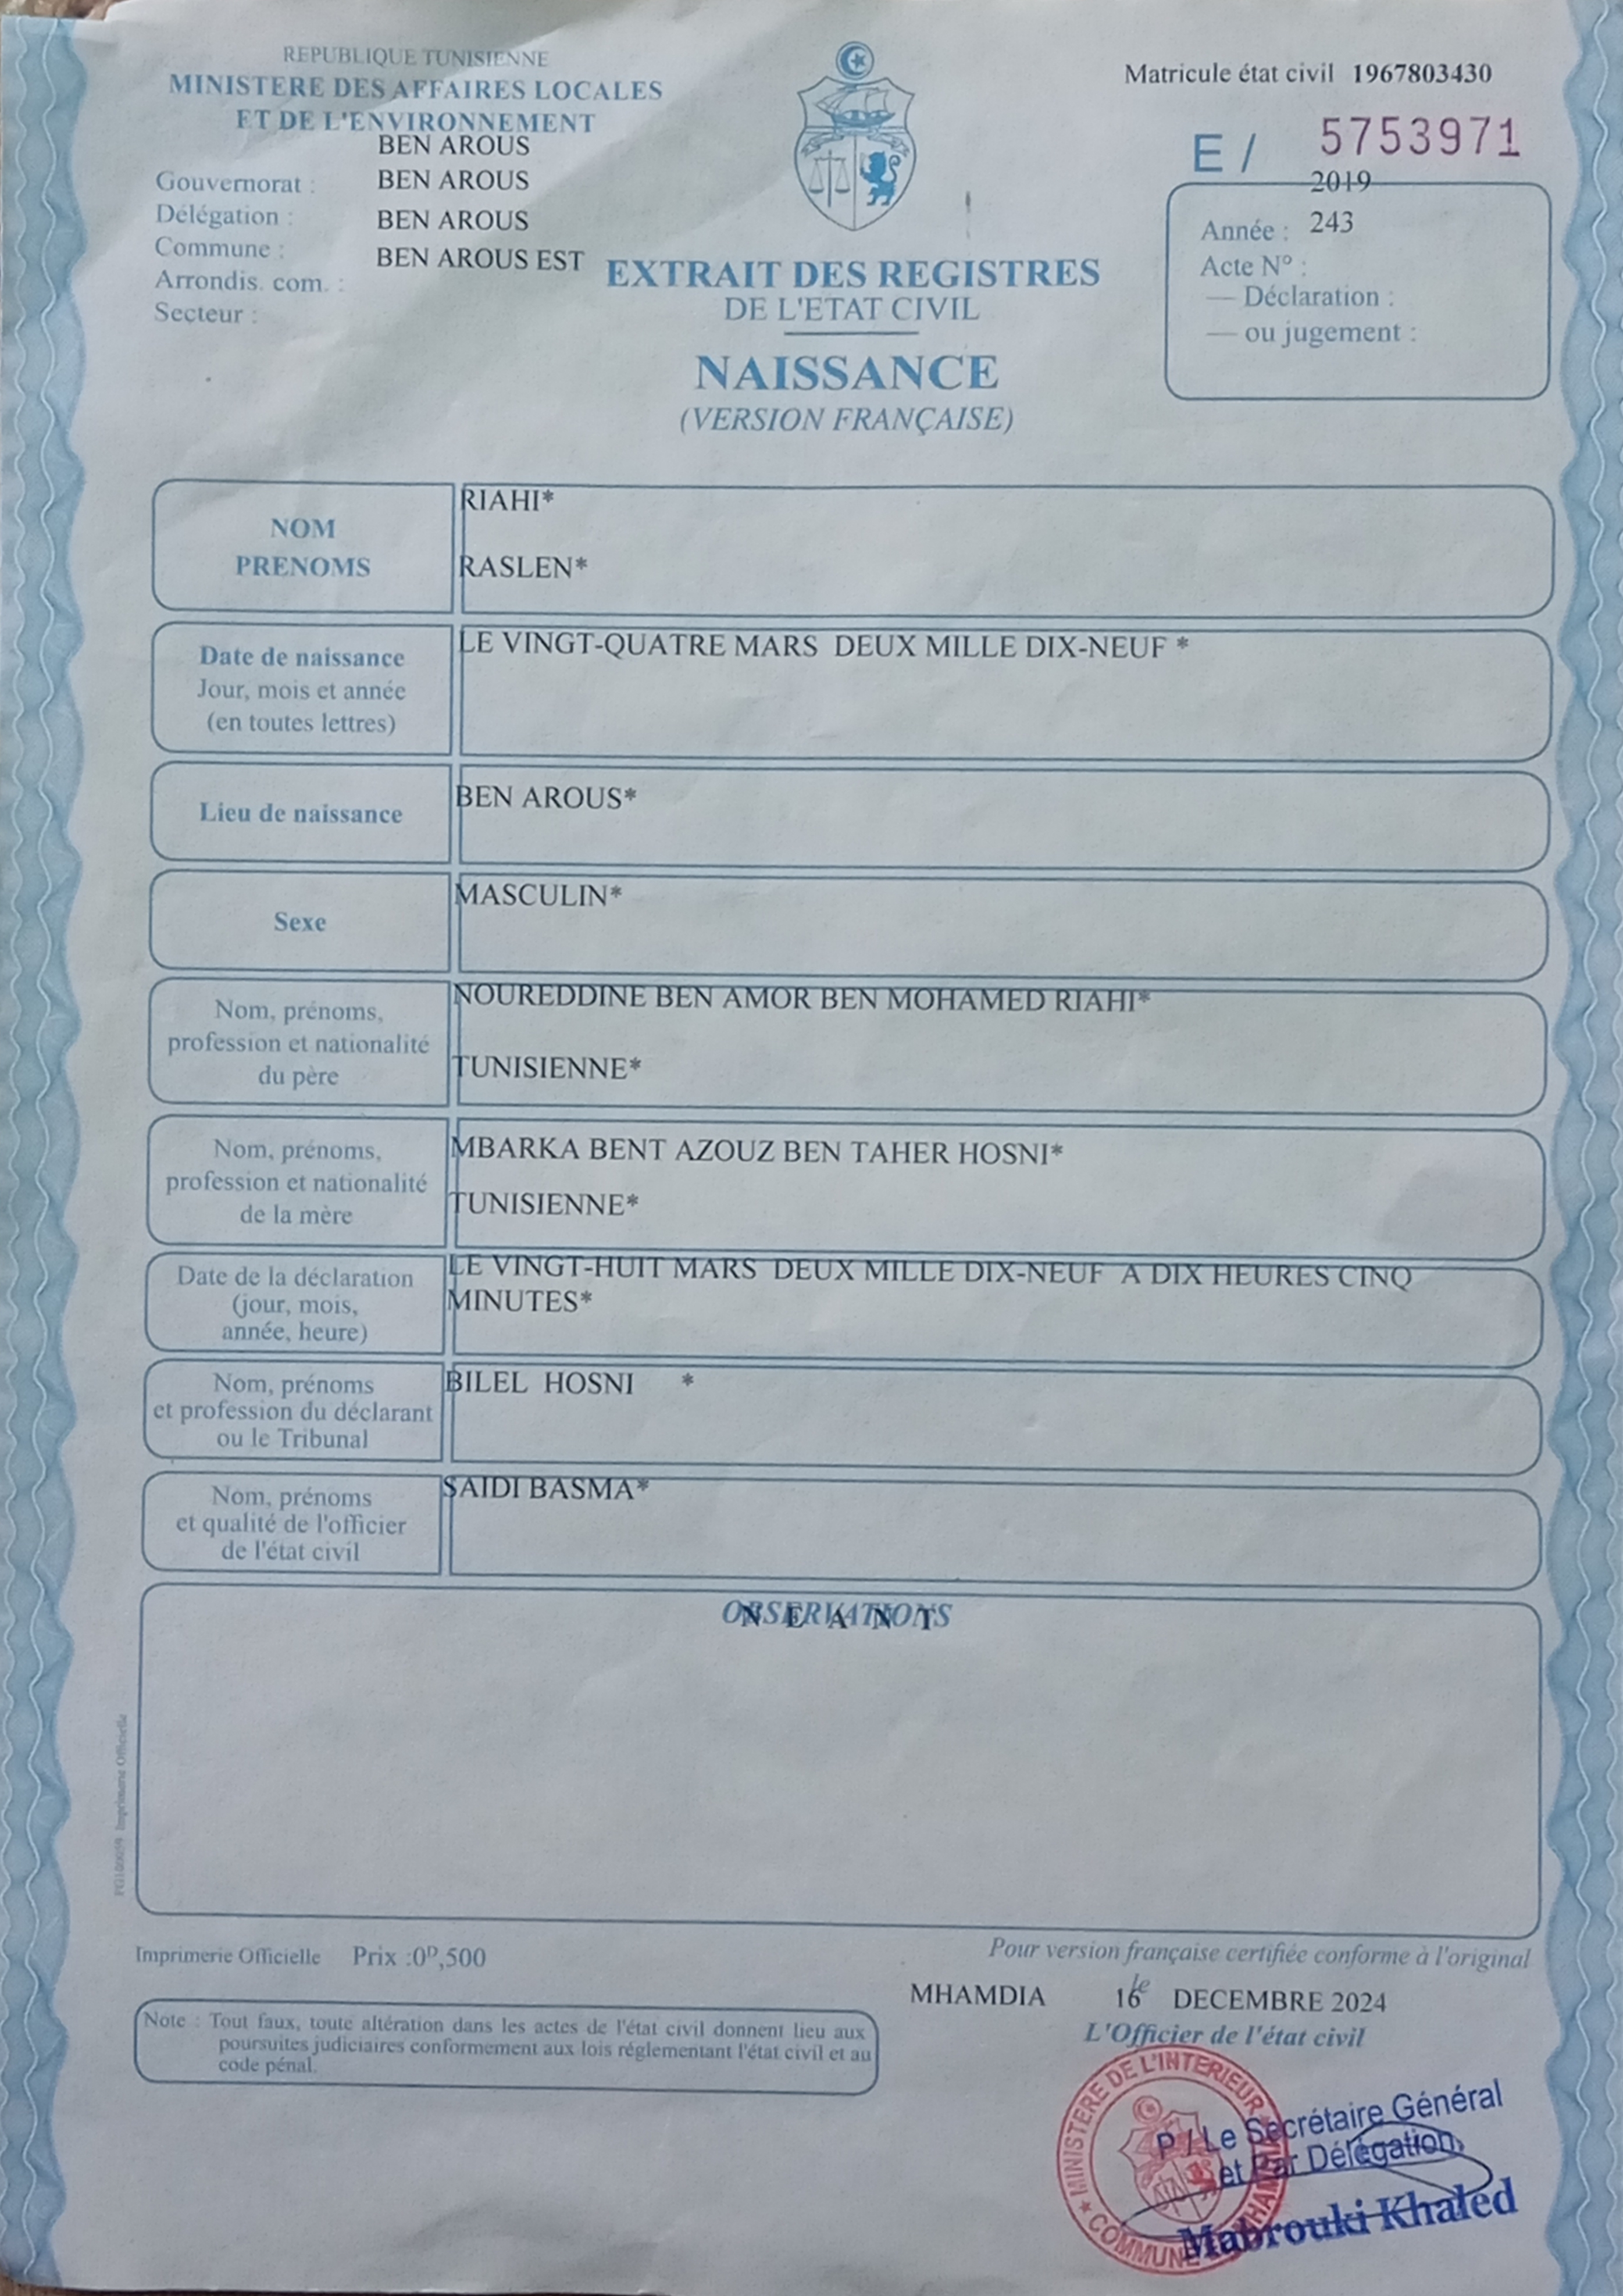 REPUBLIQUE TUNISIENNE
MINISTERE DES AFFAIRES LOCALES
ET DE L'ENVIRONNEMENT
BEN AROUS
Gouvernorat : BEN AROUS
Délégation : BEN AROUS
Commune : BEN AROUS EST
Arrondis. com. :
Secteur :
Matricule état civil 1967803430
E / 5753971
2019
Année : 243
Acte N° :
— Déclaration :
— ou jugement :
EXTRAIT DES REGISTRES
DE L'ETAT CIVIL
NAISSANCE
(VERSION FRANÇAISE)
NOM
PRENOMS
RIAHI*
RASLEN*
Date de naissance
Jour, mois et année
(en toutes lettres)
LE VINGT-QUATRE MARS DEUX MILLE DIX-NEUF *
Lieu de naissance
BEN AROUS*
Sexe
MASCULIN*
Nom, prénoms,
profession et nationalité
du père
NOUREDDINE BEN AMOR BEN MOHAMED RIAHI*
TUNISIENNE*
Nom, prénoms,
profession et nationalité
de la mère
MBARKA BENT AZOUZ BEN TAHER HOSNI*
TUNISIENNE*
Date de la déclaration
(jour, mois,
année, heure)
LE VINGT-HUIT MARS DEUX MILLE DIX-NEUF A DIX HEURES CINQ
MINUTES*
Nom, prénoms
et profession du déclarant
ou le Tribunal
BILEL HOSNI *
Nom, prénoms
et qualité de l'officier
de l'état civil
SAIDI BASMA*
OBSERVATIONS
N E A N T
Imprimerie Officielle
Imprimerie Officielle Prix :0ᴰ,500
Pour version française certifiée conforme à l'original
MHAMDIA le 16 DECEMBRE 2024
L'Officier de l'état civil
Note : Tout faux, toute altération dans les actes de l'état civil donnent lieu aux
poursuites judiciaires conformement aux lois réglementant l'état civil et au
code pénal.
MINISTERE DE L'INTERIEUR
COMMUNE
P / Le Secrétaire Général
et Par Délégation
Mabrouki Khaled